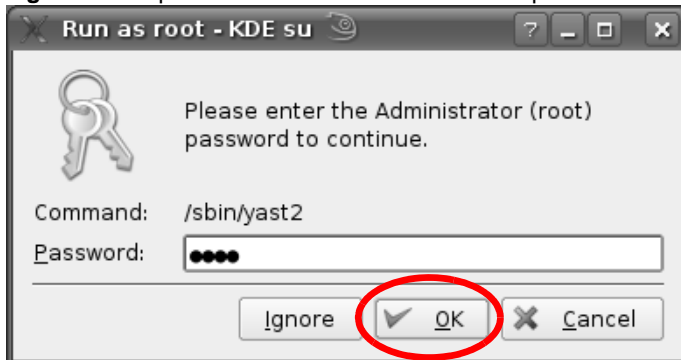 Run as root - KDE su
Please enter the Administrator (root)
password to continue.
Command: /sbin/yast2
Password: ●●●●
Ignore OK Cancel